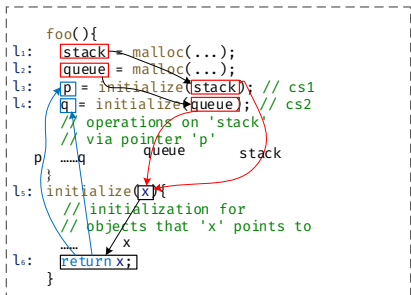 foo(){
l₁: stack = malloc(...);
l₂: queue = malloc(...);
l₃: p = initialize(stack); // cs1
l₄: q = initialize(queue); // cs2
// operations on 'stack'
// via pointer 'p'
p ……q queue stack
}
l₅: initialize(x){
// initialization for
// objects that 'x' points to
…… x
l₆: return x;
}